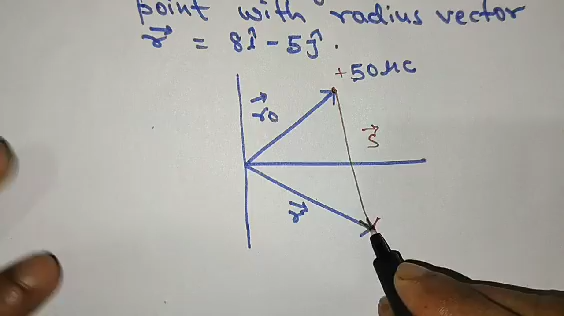 point with radius vector
r⃗ = 8î - 5ĵ.
+50μC
r⃗₀
s⃗
r⃗